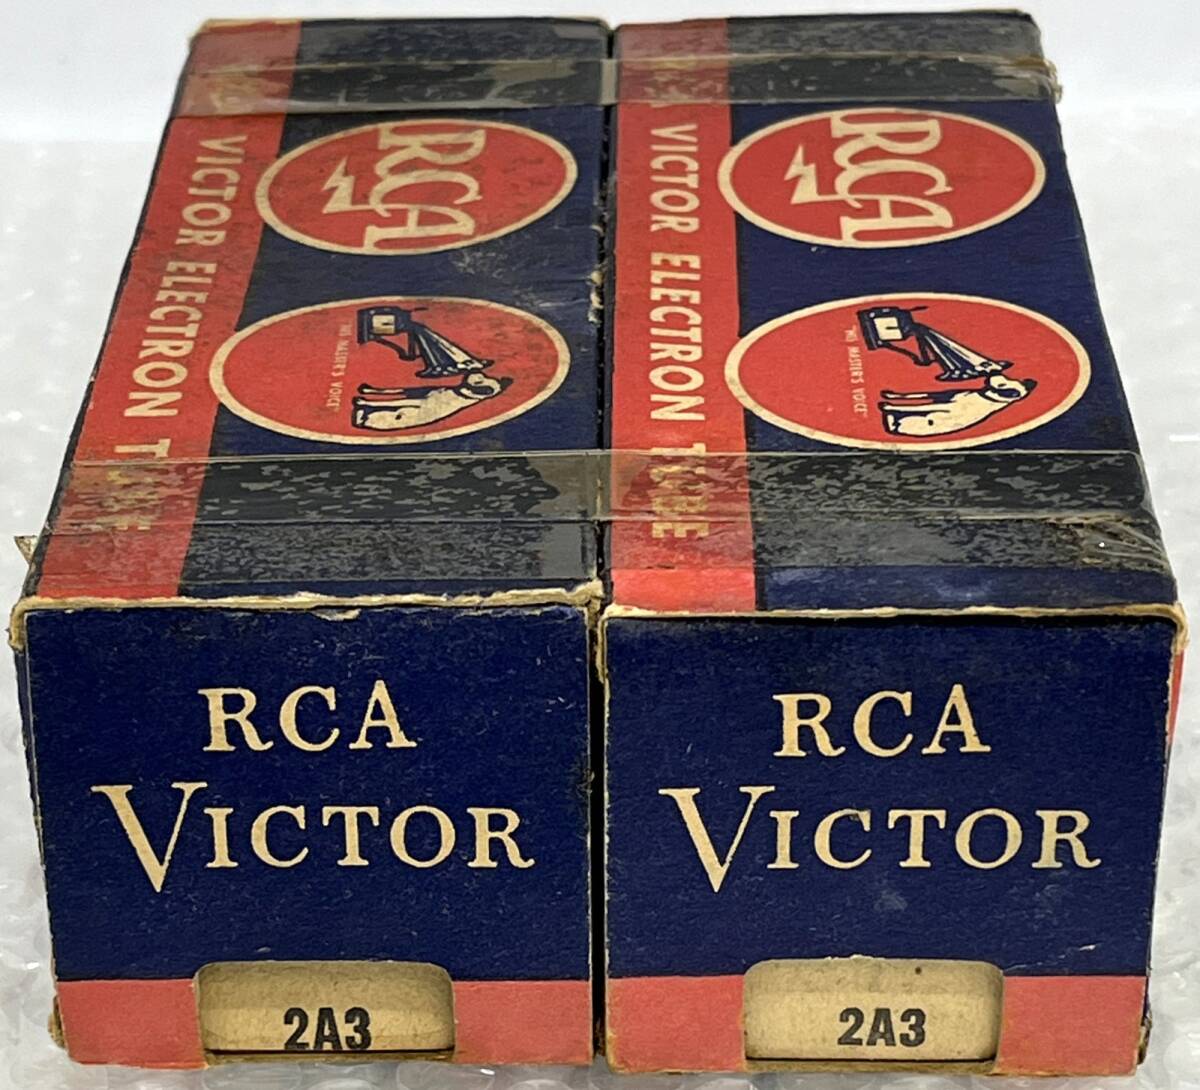 VICTOR ELECTRON TUBE
RCA
"HIS MASTER'S VOICE"
RCA VICTOR ELECTRON TUBE
RCA
"HIS MASTER'S VOICE"
RCA
VICTOR
2A3
RCA
VICTOR
2A3